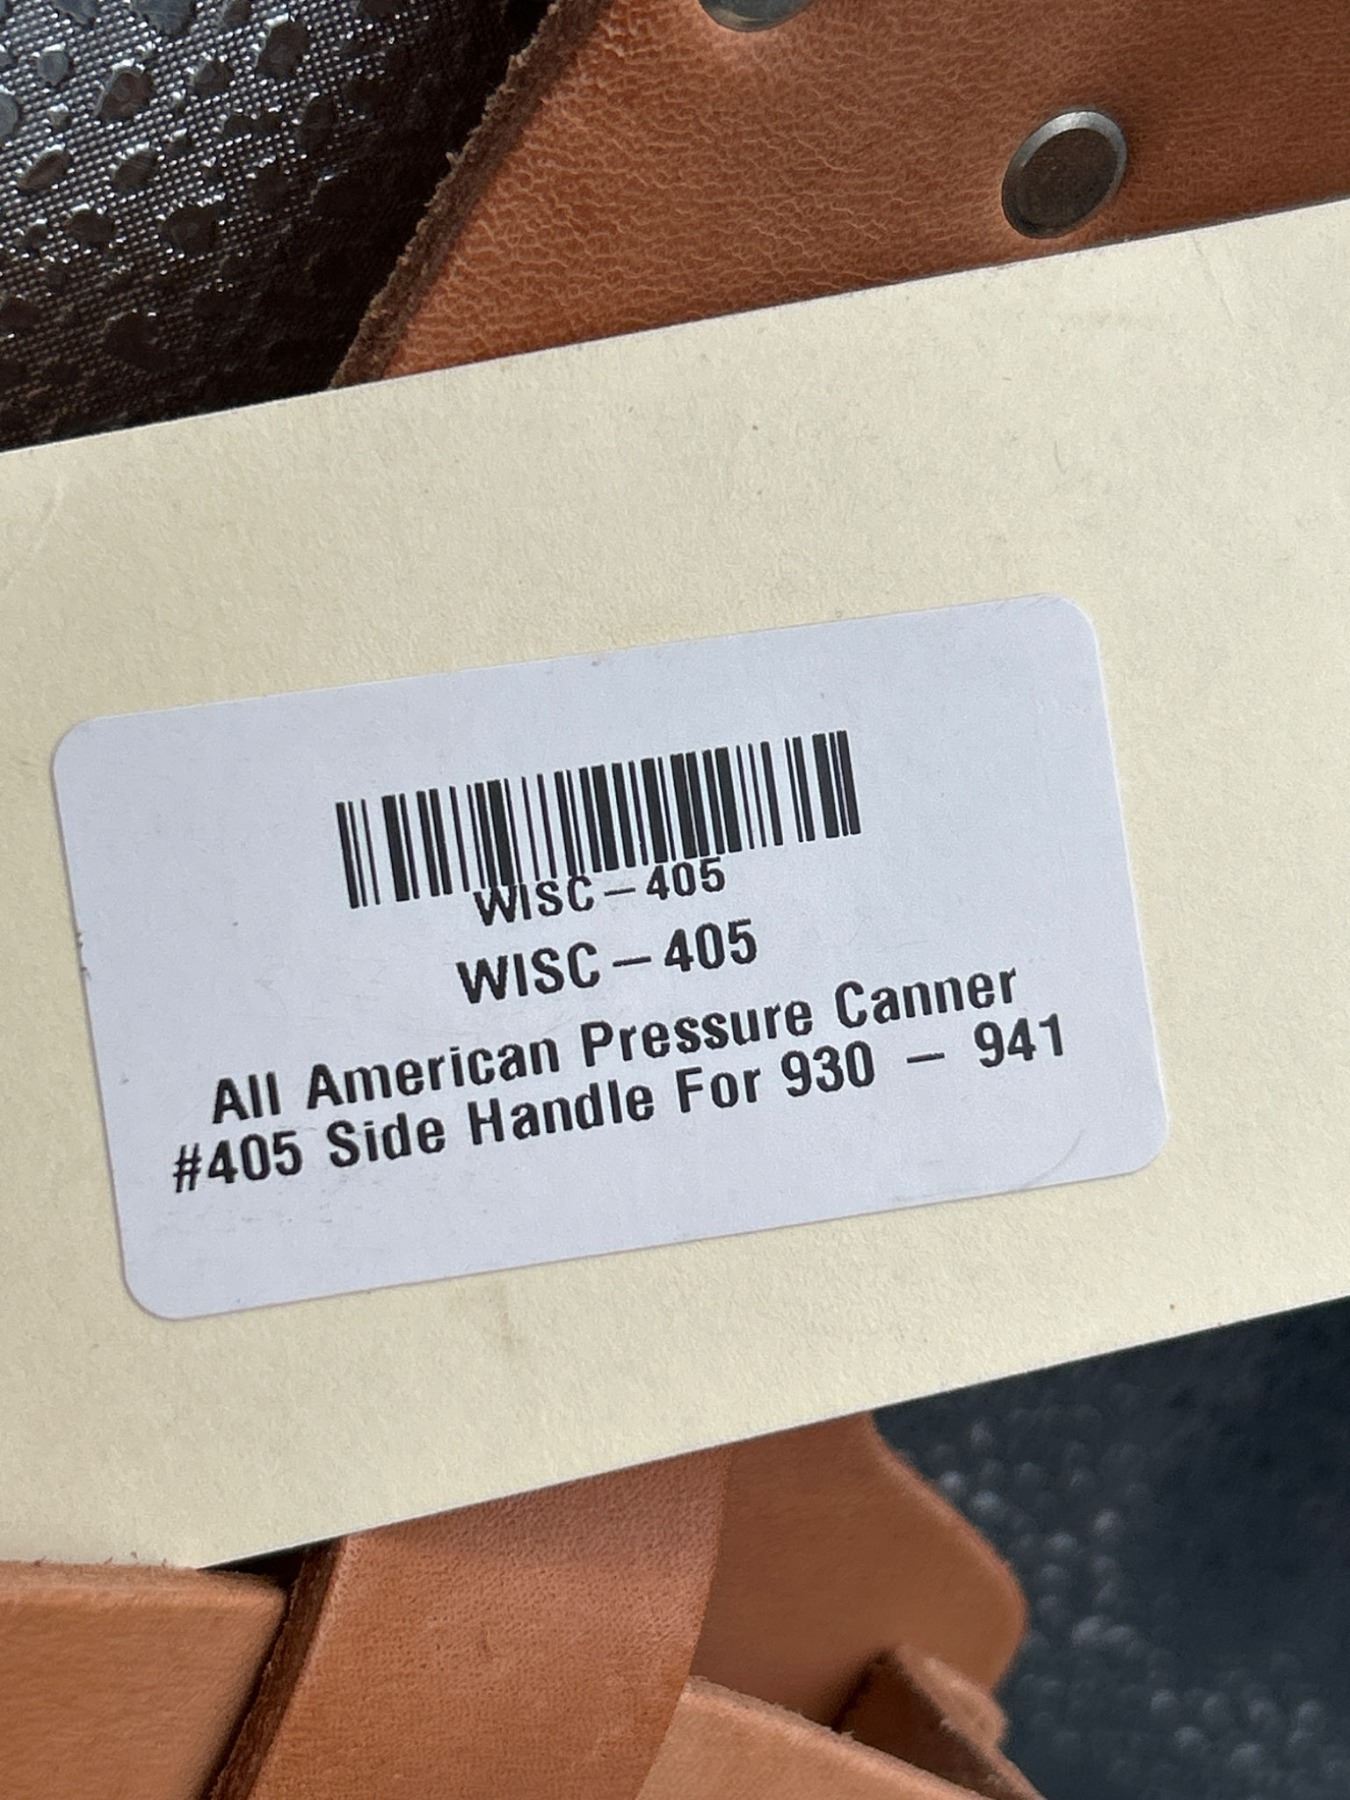 WISC-405
WISC-405
All American Pressure Canner
#405 Side Handle For 930 - 941